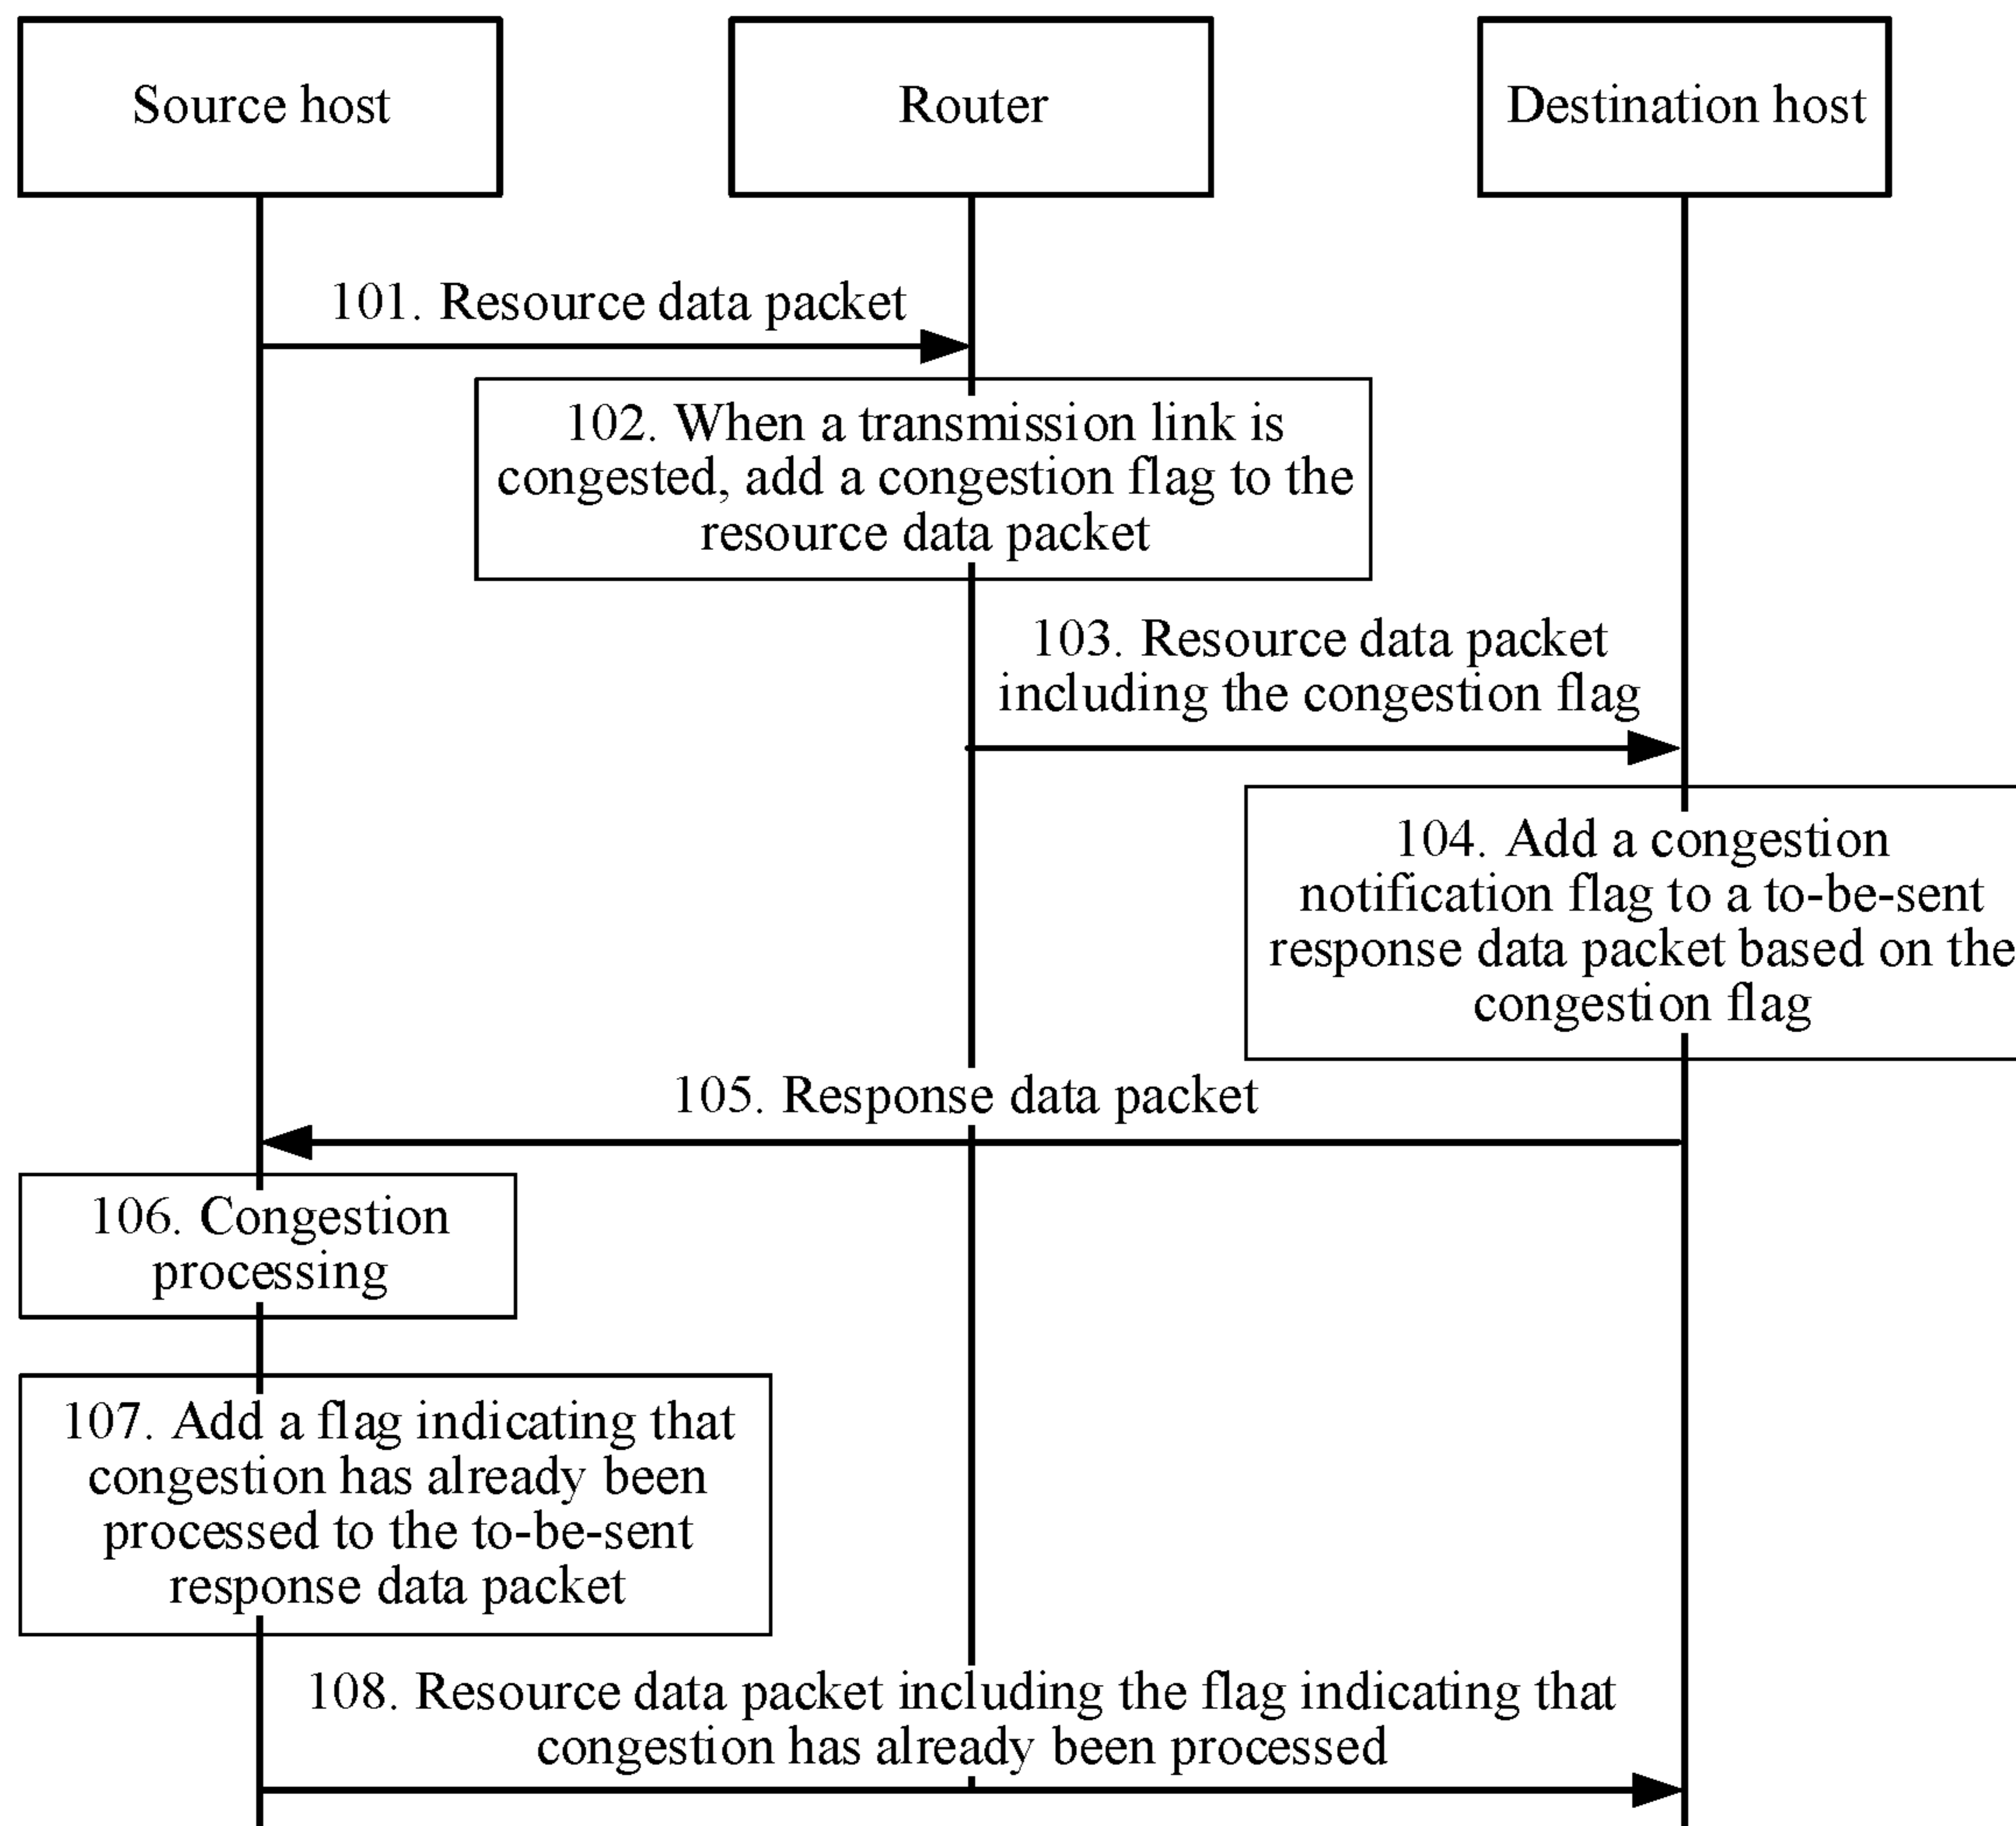 Source host
Router
Destination host
101. Resource data packet
102. When a transmission link is
congested, add a congestion flag to the
resource data packet
103. Resource data packet
including the congestion flag
104. Add a congestion
notification flag to a to-be-sent
response data packet based on the
congestion flag
105. Response data packet
106. Congestion
processing
107. Add a flag indicating that
congestion has already been
processed to the to-be-sent
response data packet
108. Resource data packet including the flag indicating that
congestion has already been processed